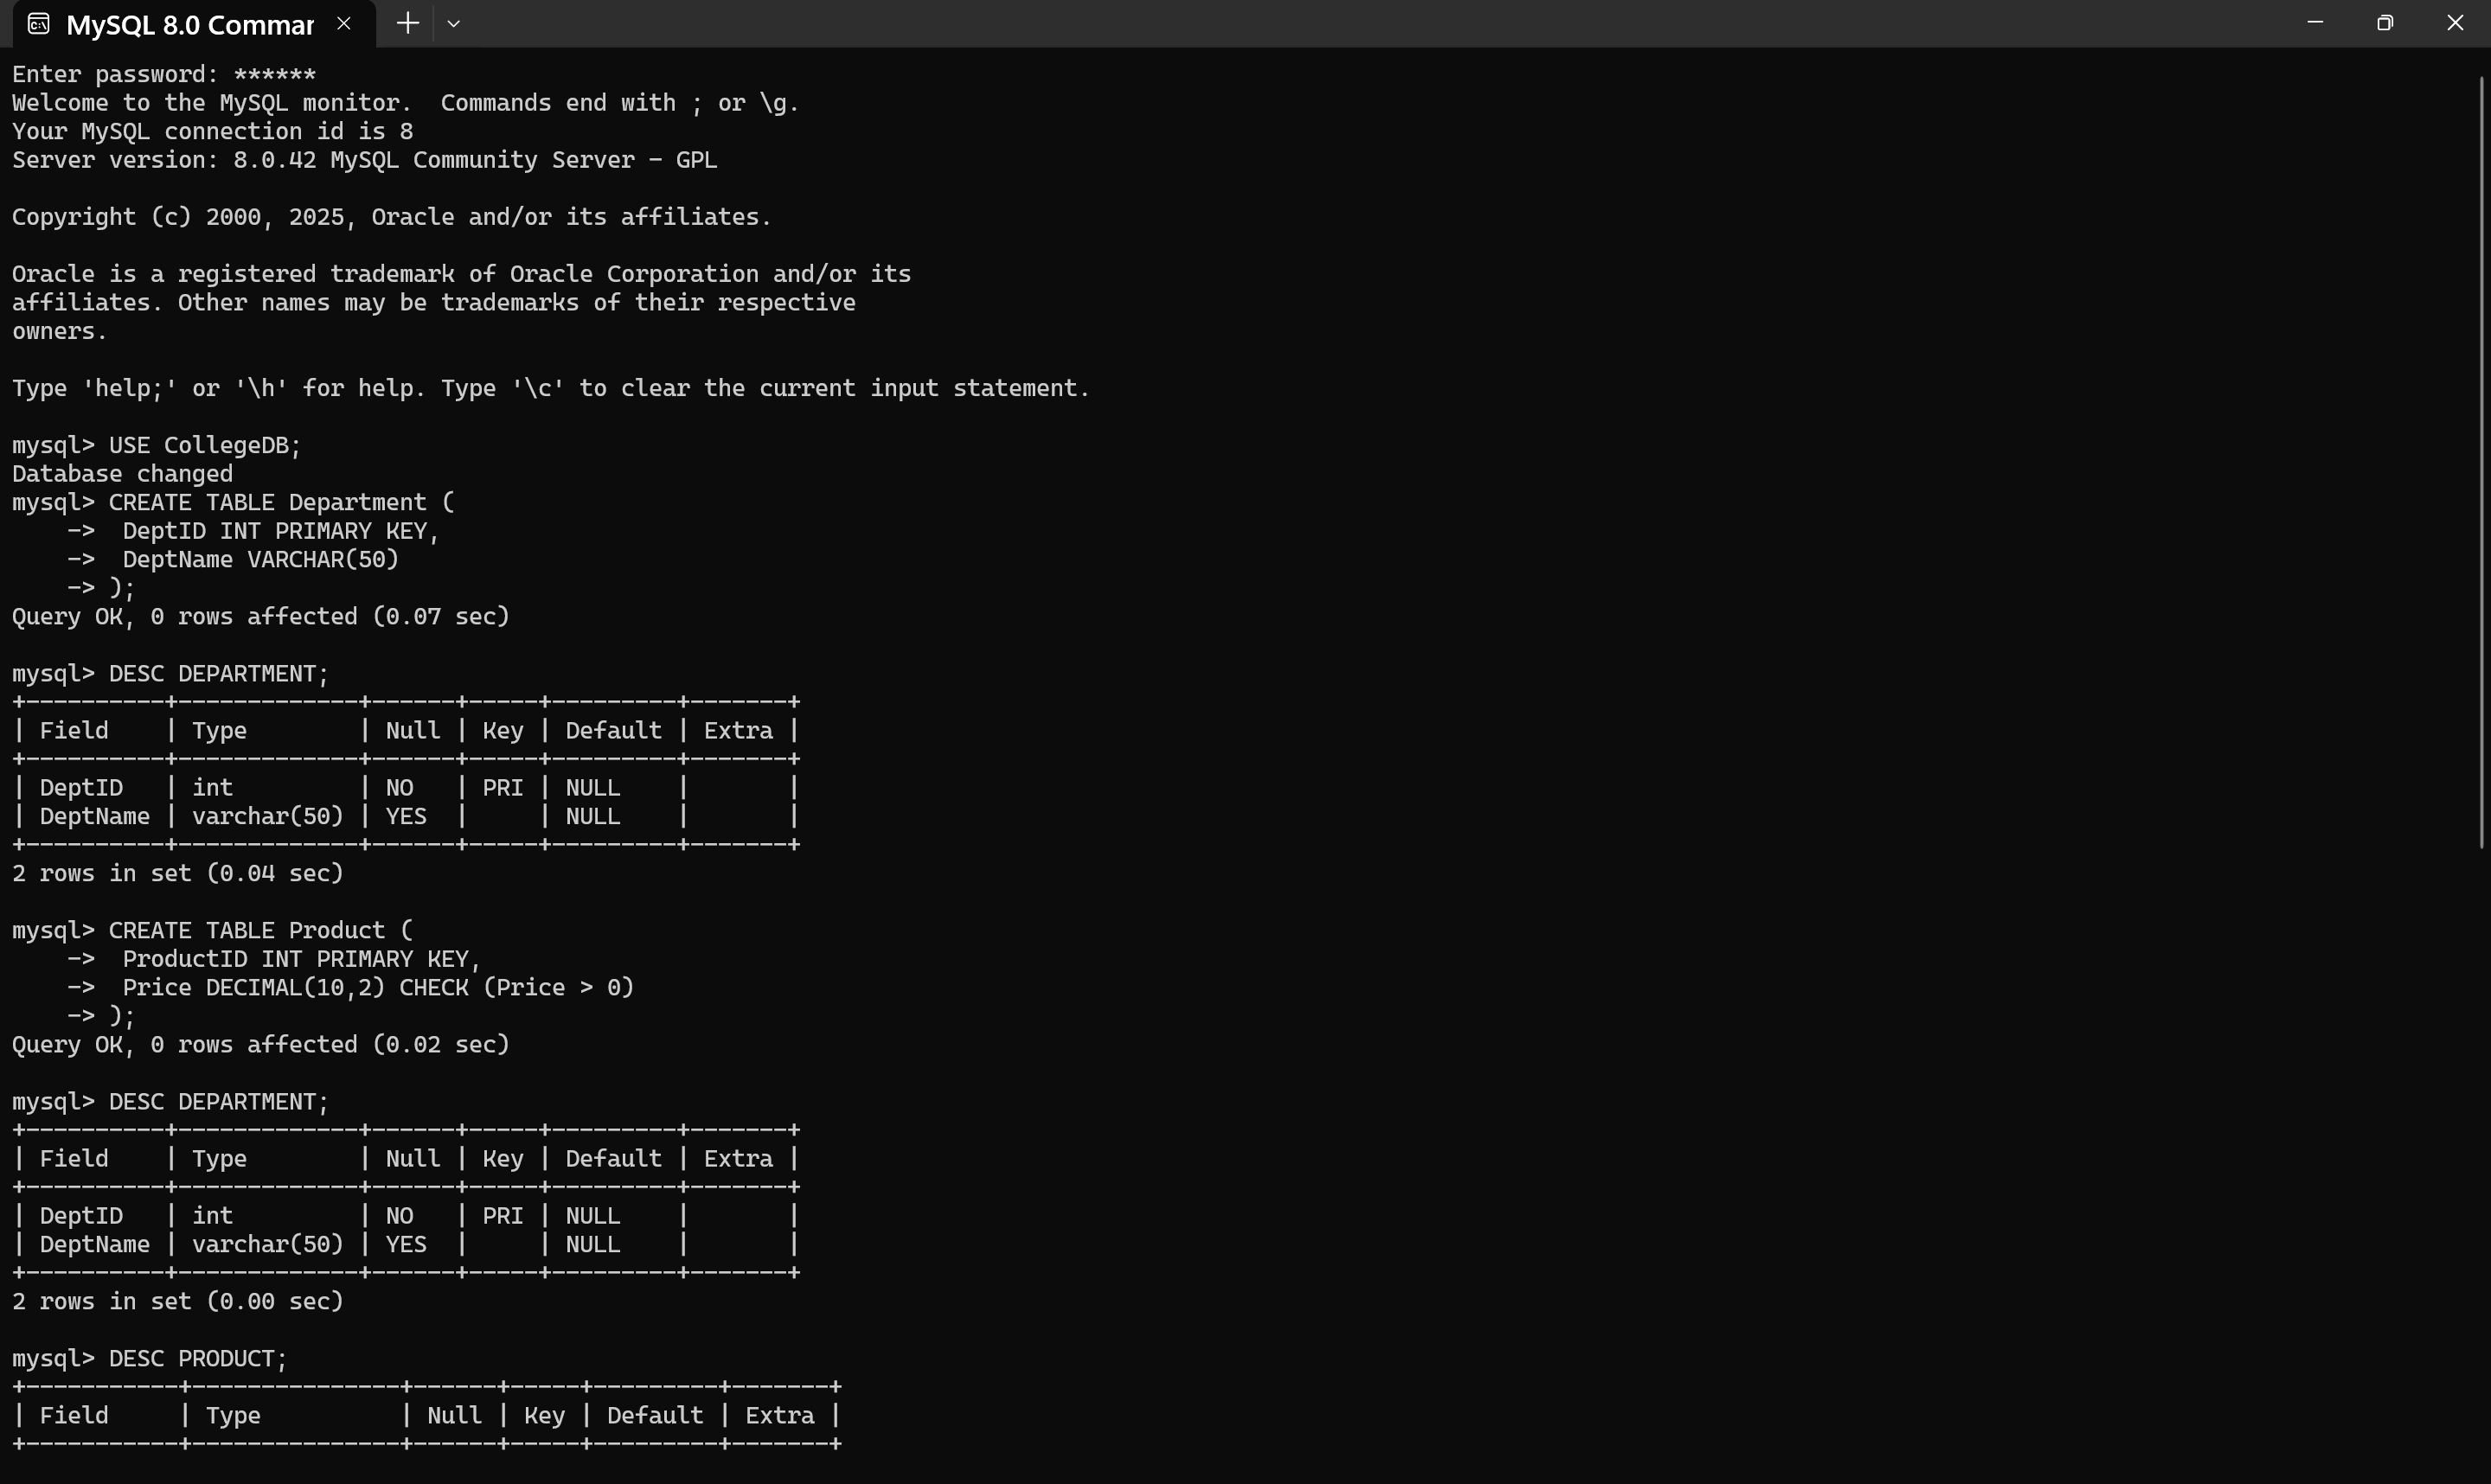 MySQL 8.0 Commar
Enter password: ******
Welcome to the MySQL monitor.  Commands end with ; or \g.
Your MySQL connection id is 8
Server version: 8.0.42 MySQL Community Server - GPL

Copyright (c) 2000, 2025, Oracle and/or its affiliates.

Oracle is a registered trademark of Oracle Corporation and/or its
affiliates. Other names may be trademarks of their respective
owners.

Type 'help;' or '\h' for help. Type '\c' to clear the current input statement.

mysql> USE CollegeDB;
Database changed
mysql> CREATE TABLE Department (
    ->  DeptID INT PRIMARY KEY,
    ->  DeptName VARCHAR(50)
    -> );
Query OK, 0 rows affected (0.07 sec)

mysql> DESC DEPARTMENT;
+----------+-------------+------+-----+---------+-------+
| Field    | Type        | Null | Key | Default | Extra |
+----------+-------------+------+-----+---------+-------+
| DeptID   | int         | NO   | PRI | NULL    |       |
| DeptName | varchar(50) | YES  |     | NULL    |       |
+----------+-------------+------+-----+---------+-------+
2 rows in set (0.04 sec)

mysql> CREATE TABLE Product (
    ->  ProductID INT PRIMARY KEY,
    ->  Price DECIMAL(10,2) CHECK (Price > 0)
    -> );
Query OK, 0 rows affected (0.02 sec)

mysql> DESC DEPARTMENT;
+----------+-------------+------+-----+---------+-------+
| Field    | Type        | Null | Key | Default | Extra |
+----------+-------------+------+-----+---------+-------+
| DeptID   | int         | NO   | PRI | NULL    |       |
| DeptName | varchar(50) | YES  |     | NULL    |       |
+----------+-------------+------+-----+---------+-------+
2 rows in set (0.00 sec)

mysql> DESC PRODUCT;
+-----------+---------------+------+-----+---------+-------+
| Field     | Type          | Null | Key | Default | Extra |
+-----------+---------------+------+-----+---------+-------+